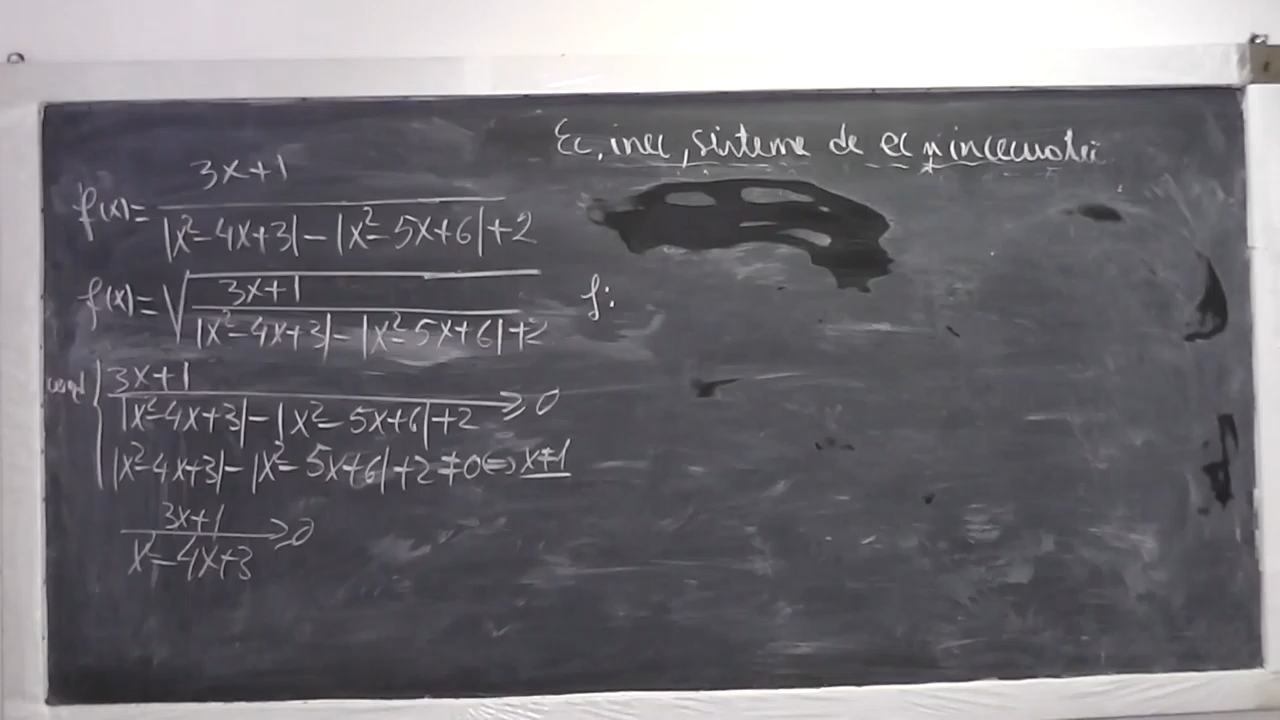 Ec, inec, sisteme de ec și inecuații
f(x)= (3x+1)/(|x²-4x+3|-|x²-5x+6|+2)
f(x)= √((3x+1)/(|x²-4x+3|-|x²-5x+6|+2)) f:
{ (3x+1)/(|x²-4x+3|-|x²-5x+6|+2) ≥0
|x²-4x+3|-|x²-5x+6|+2≠0⇔x≠1
(3x+1)/(x²-4x+3) ≥0